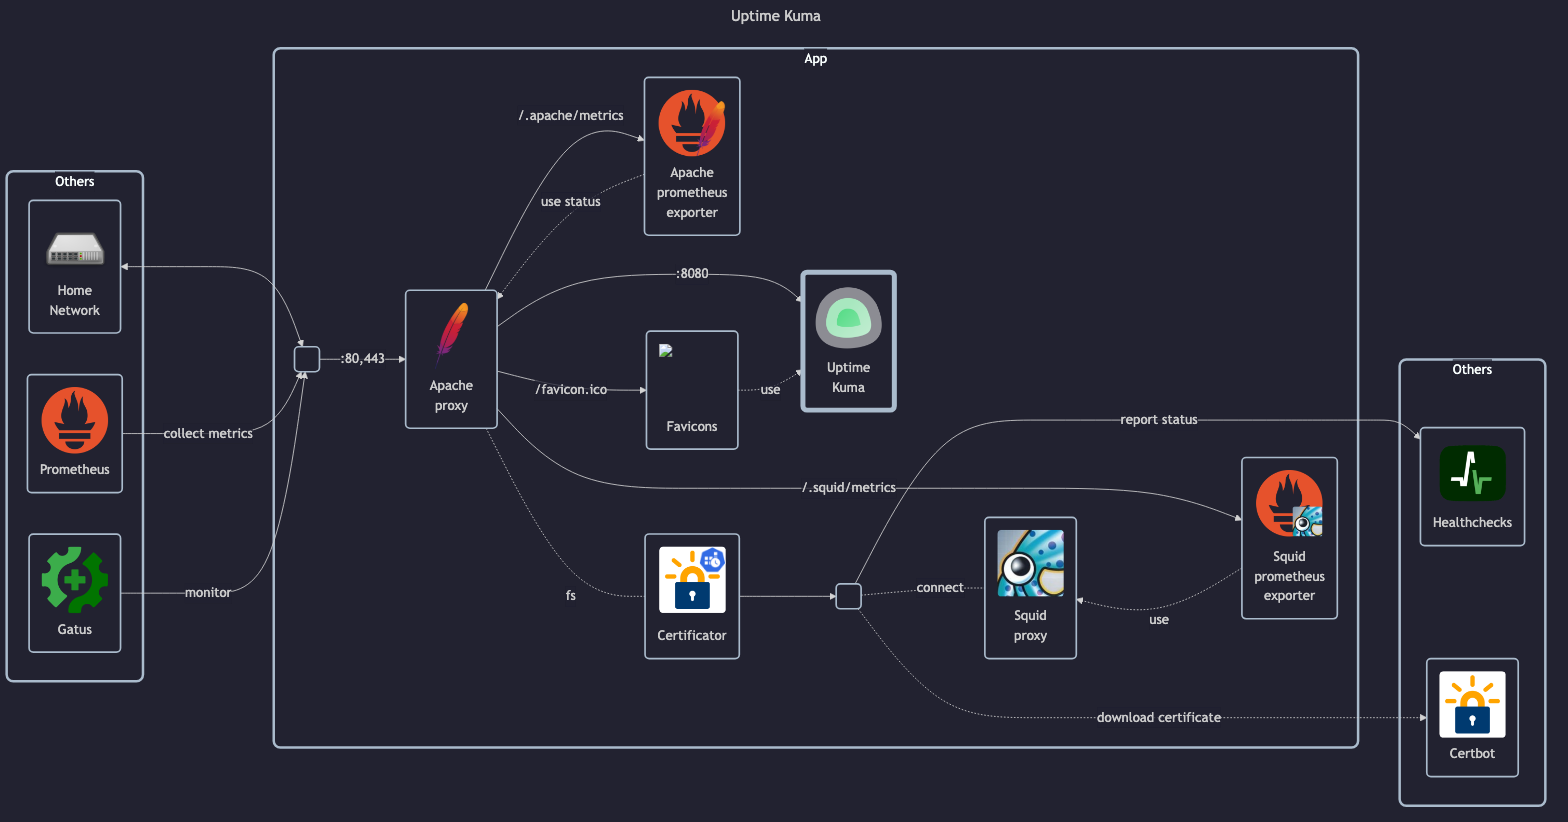 Uptime Kuma
App
/.apache/metrics
Apache
prometheus
exporter
use status
Others
Home
Network
:8080
:80,443
Apache
proxy
/favicon.ico
Favicons
use
Uptime
Kuma
Others
collect metrics
Prometheus
report status
Healthchecks
/.squid/metrics
Squid
prometheus
exporter
monitor
Gatus
fs
Certificator
connect
Squid
proxy
use
download certificate
Certbot